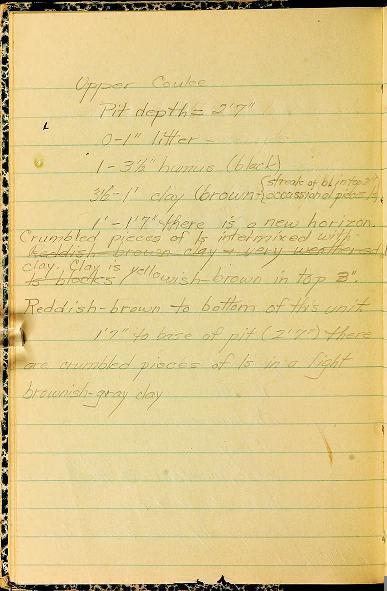 Upper Coulee
Pit depth = 2'7"
0-1" litter -
1 - 3½" humus (black)
3½ - 1' clay (brown - {streak of bl in top 3"
occassional piece ls}
1' - 1'7" there is a new horizon.
Crumbled pieces of ls intermixed with
Reddish-brown clay + very weathered
clay. Clay is yellowish-brown in top 3".
ls blocks
Reddish-brown to bottom of this unit
1'7" to base of pit (2'7") there
are crumbled pieces of ls in a light
brownish-gray clay